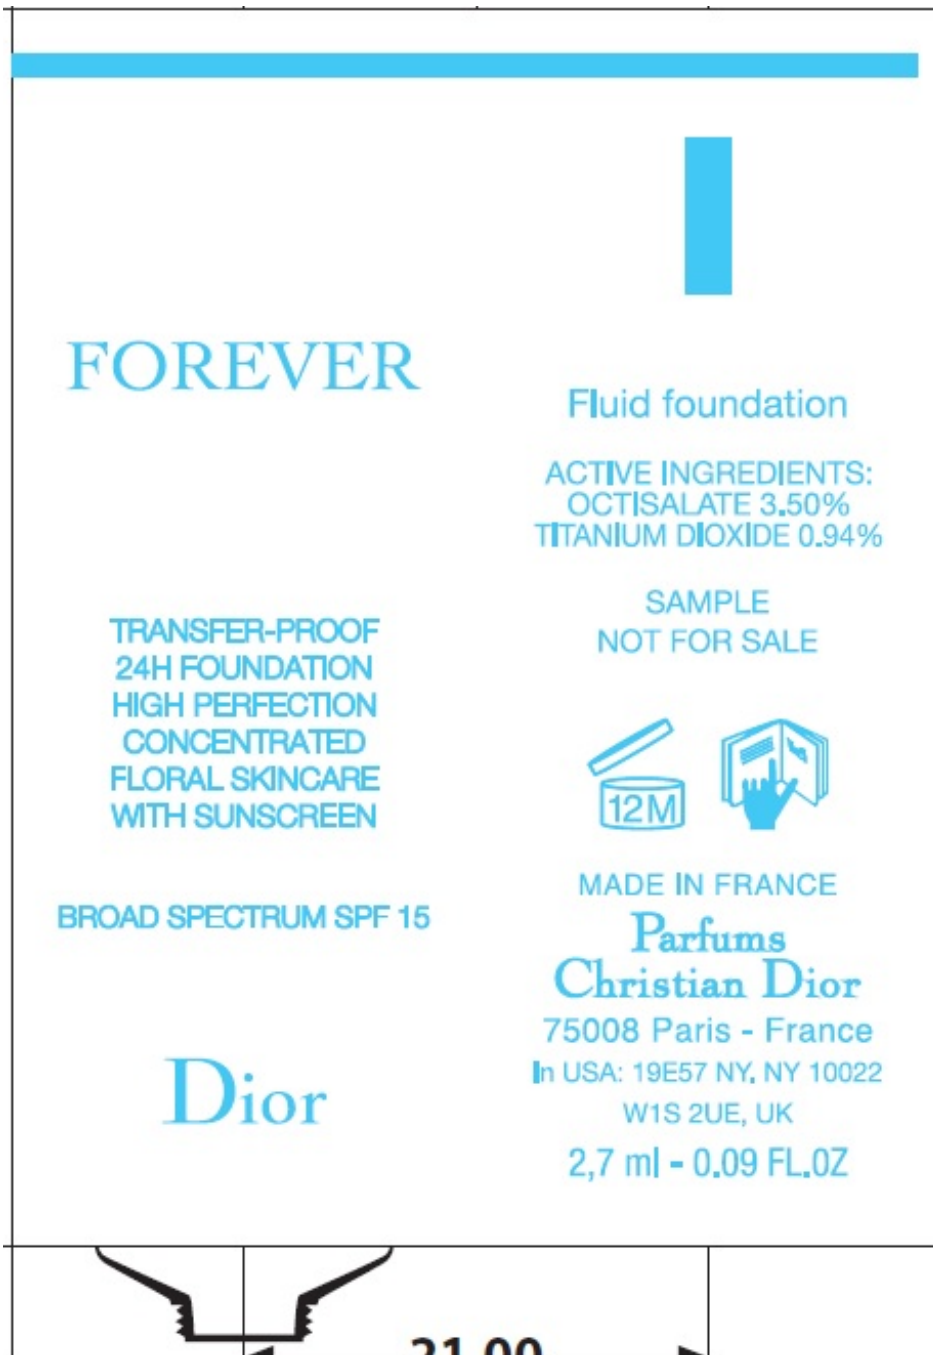 FOREVER
TRANSFER-PROOF
24H FOUNDATION
HIGH PERFECTION
CONCENTRATED
FLORAL SKINCARE
WITH SUNSCREEN
BROAD SPECTRUM SPF 15
Dior
Fluid foundation
ACTIVE INGREDIENTS:
OCTISALATE 3.50%
TITANIUM DIOXIDE 0.94%
SAMPLE
NOT FOR SALE
12M
MADE IN FRANCE
Parfums
Christian Dior
75008 Paris - France
In USA: 19E57 NY, NY 10022
W1S 2UE, UK
2,7 ml - 0.09 FL.OZ
21.00